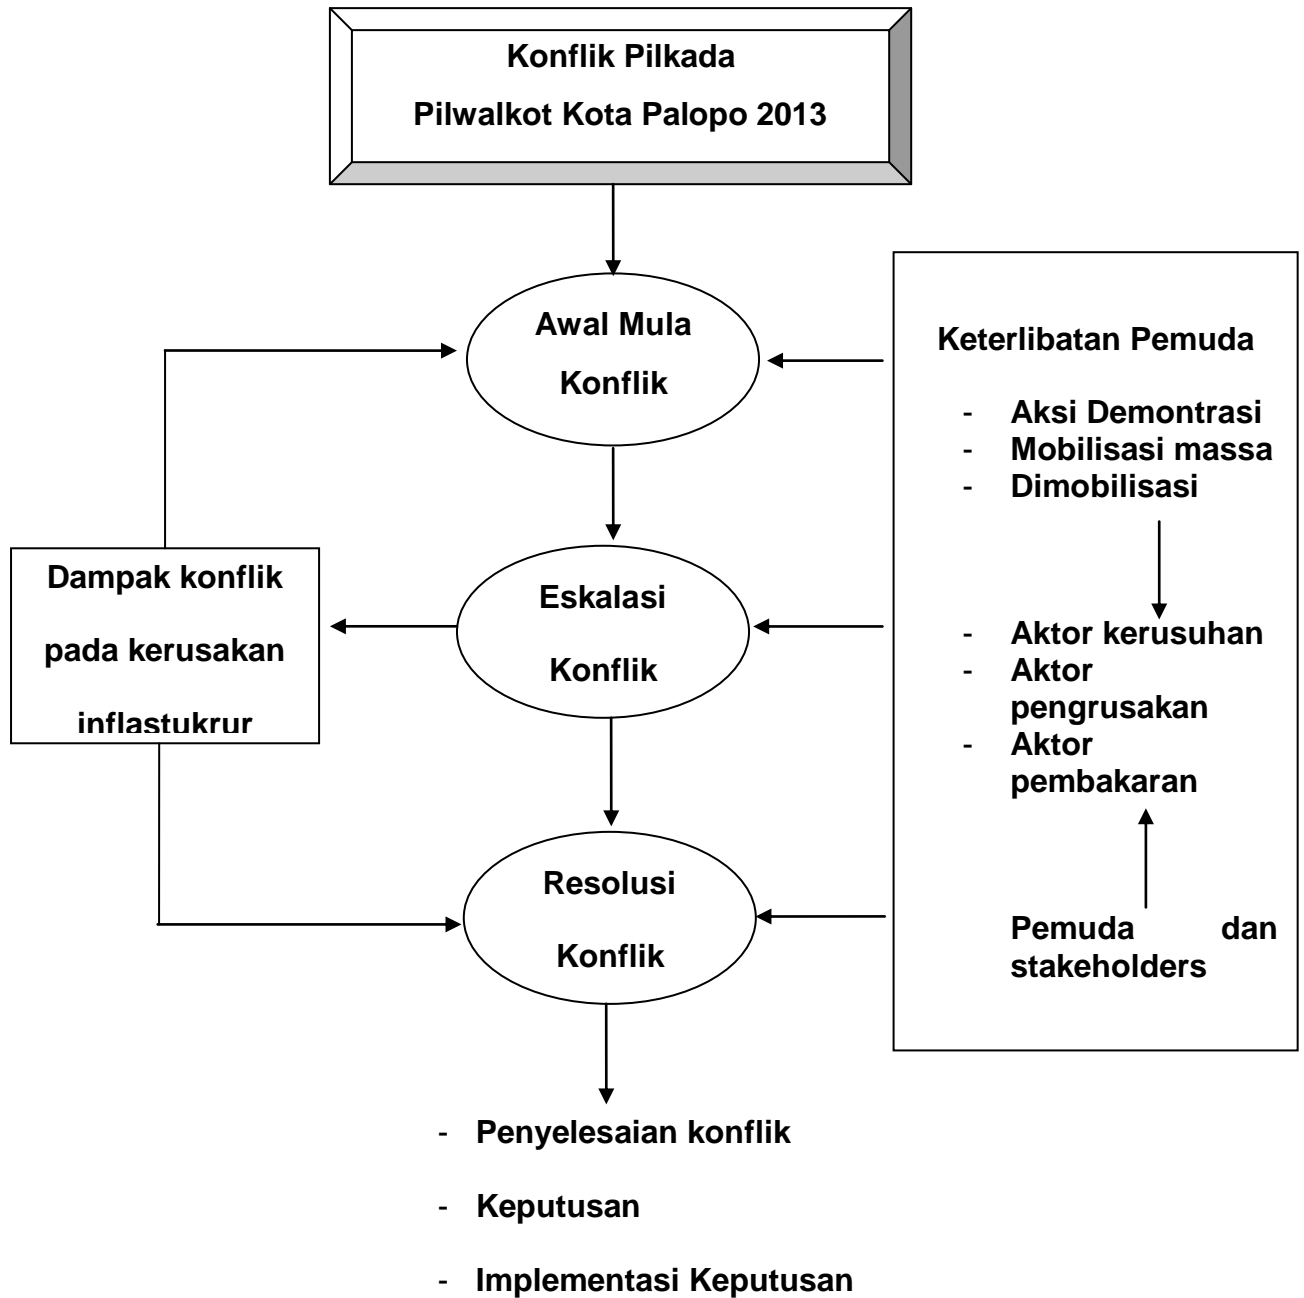 Konflik Pilkada
Pilwalkot Kota Palopo 2013
Awal Mula
Konflik
Eskalasi
Konflik
Resolusi
Konflik
- Penyelesaian konflik
- Keputusan
- Implementasi Keputusan
Dampak konflik
pada kerusakan
inflastukrur
Keterlibatan Pemuda
- Aksi Demontrasi
- Mobilisasi massa
- Dimobilisasi
- Aktor kerusuhan
- Aktor
pengrusakan
- Aktor
pembakaran
Pemuda dan
stakeholders